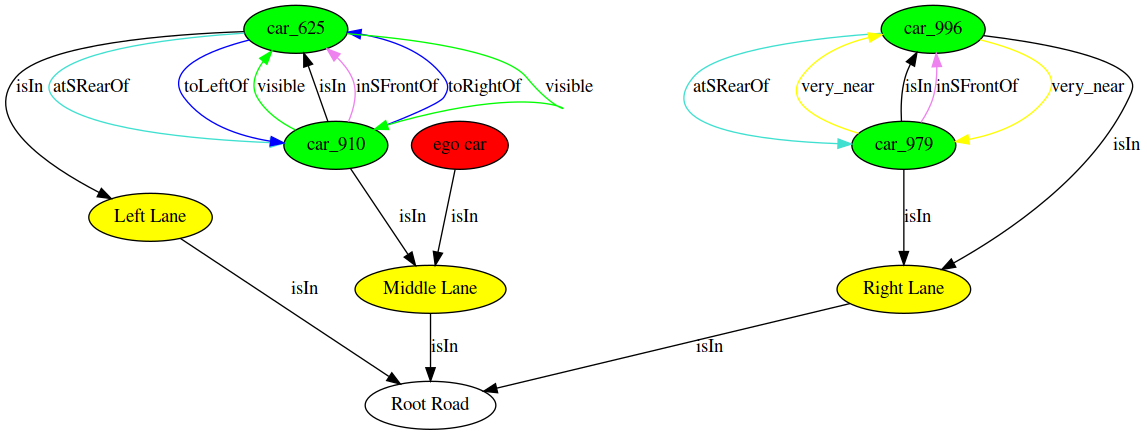 car_625
car_996
isIn
atSRearOf
toLeftOf
visible
isIn
inSFrontOf
toRightOf
visible
atSRearOf
very_near
isIn
inSFrontOf
very_near
car_910
ego car
car_979
isIn
Left Lane
isIn
isIn
isIn
isIn
Middle Lane
Right Lane
isIn
isIn
Root Road